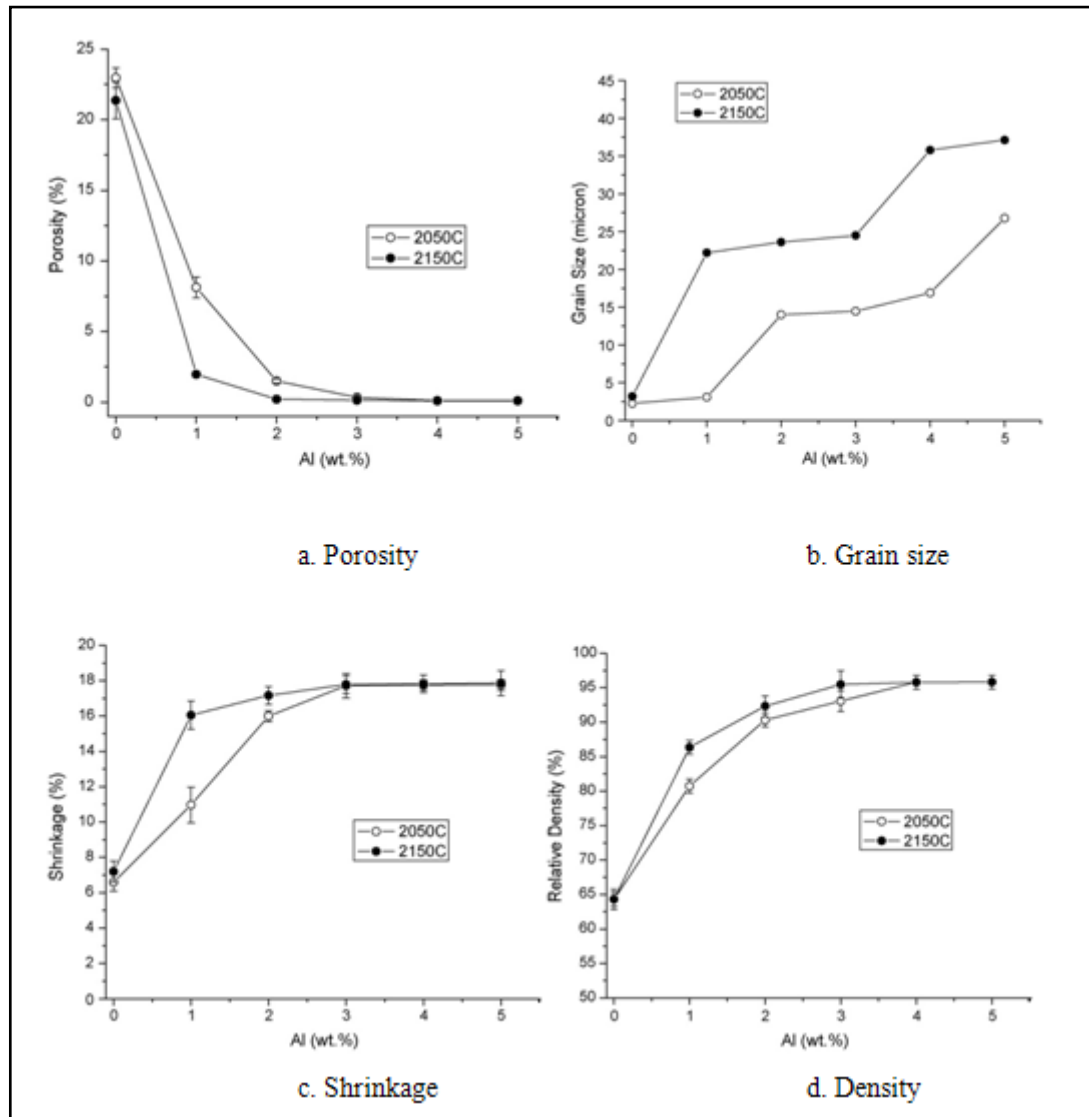 25
20
15
10
5
0
Porosity (%)
2050C
2150C
0 1 2 3 4 5
Al (wt.%)
a. Porosity
45
40
35
30
25
20
15
10
5
0
Grain Size (micron)
2050C
2150C
0 1 2 3 4 5
Al (wt.%)
b. Grain size
20
18
16
14
12
10
8
6
4
2
0
Shrinkage (%)
2050C
2150C
0 1 2 3 4 5
Al (wt.%)
c. Shrinkage
100
95
90
85
80
75
70
65
60
55
50
Relative Density (%)
2050C
2150C
0 1 2 3 4 5
Al (wt.%)
d. Density